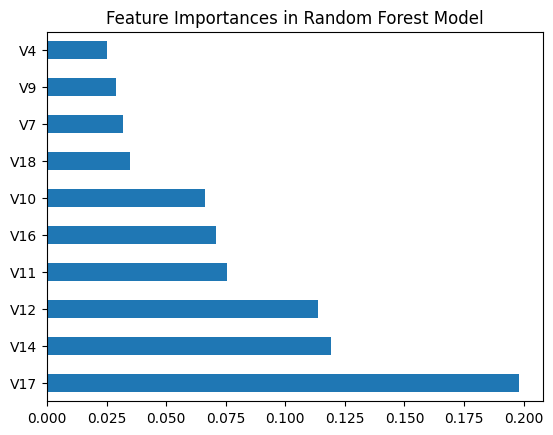 Feature Importances in Random Forest Model
V4
V9
V7
V18
V10
V16
V11
V12
V14
V17
0.000 0.025 0.050 0.075 0.100 0.125 0.150 0.175 0.200